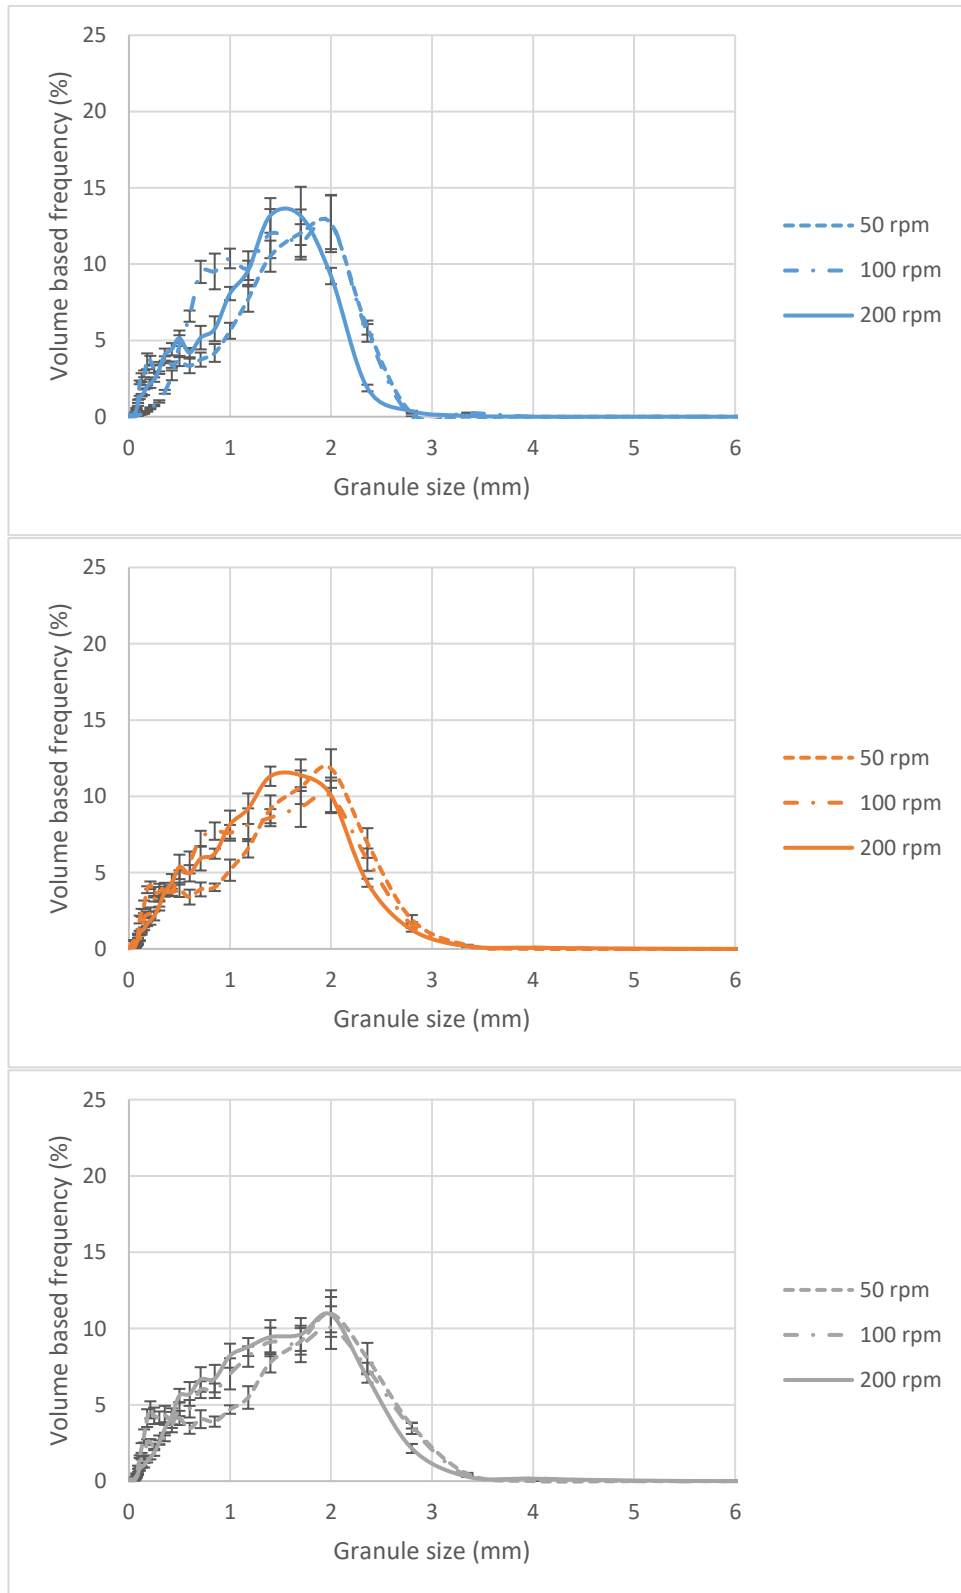 25
20
15
10
5
0
Volume based frequency (%)
0 1 2 3 4 5 6
Granule size (mm)
50 rpm
100 rpm
200 rpm
25
20
15
10
5
0
Volume based frequency (%)
0 1 2 3 4 5 6
Granule size (mm)
50 rpm
100 rpm
200 rpm
25
20
15
10
5
0
Volume based frequency (%)
0 1 2 3 4 5 6
Granule size (mm)
50 rpm
100 rpm
200 rpm